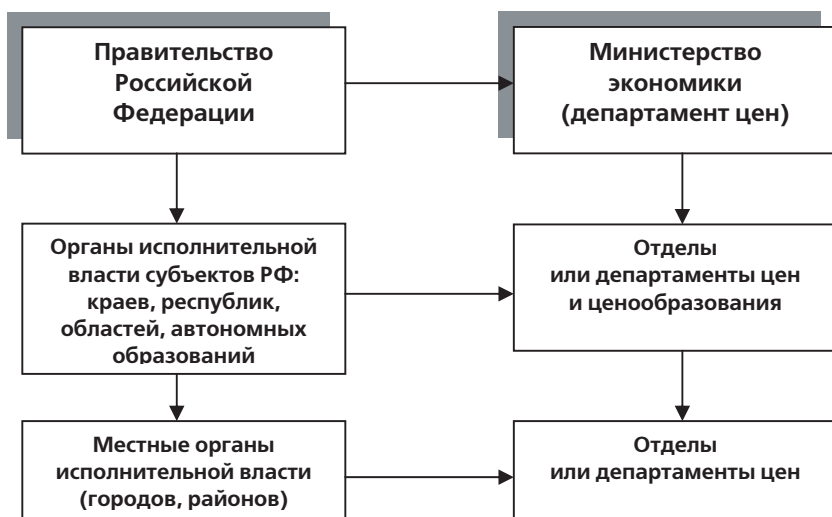 Правительство
Российской
Федерации
Министерство
экономики
(департамент цен)
Органы исполнительной
власти субъектов РФ:
краев, республик,
областей, автономных
образований
Отделы
или департаменты цен
и ценообразования
Местные органы
исполнительной власти
(городов, районов)
Отделы
или департаменты цен